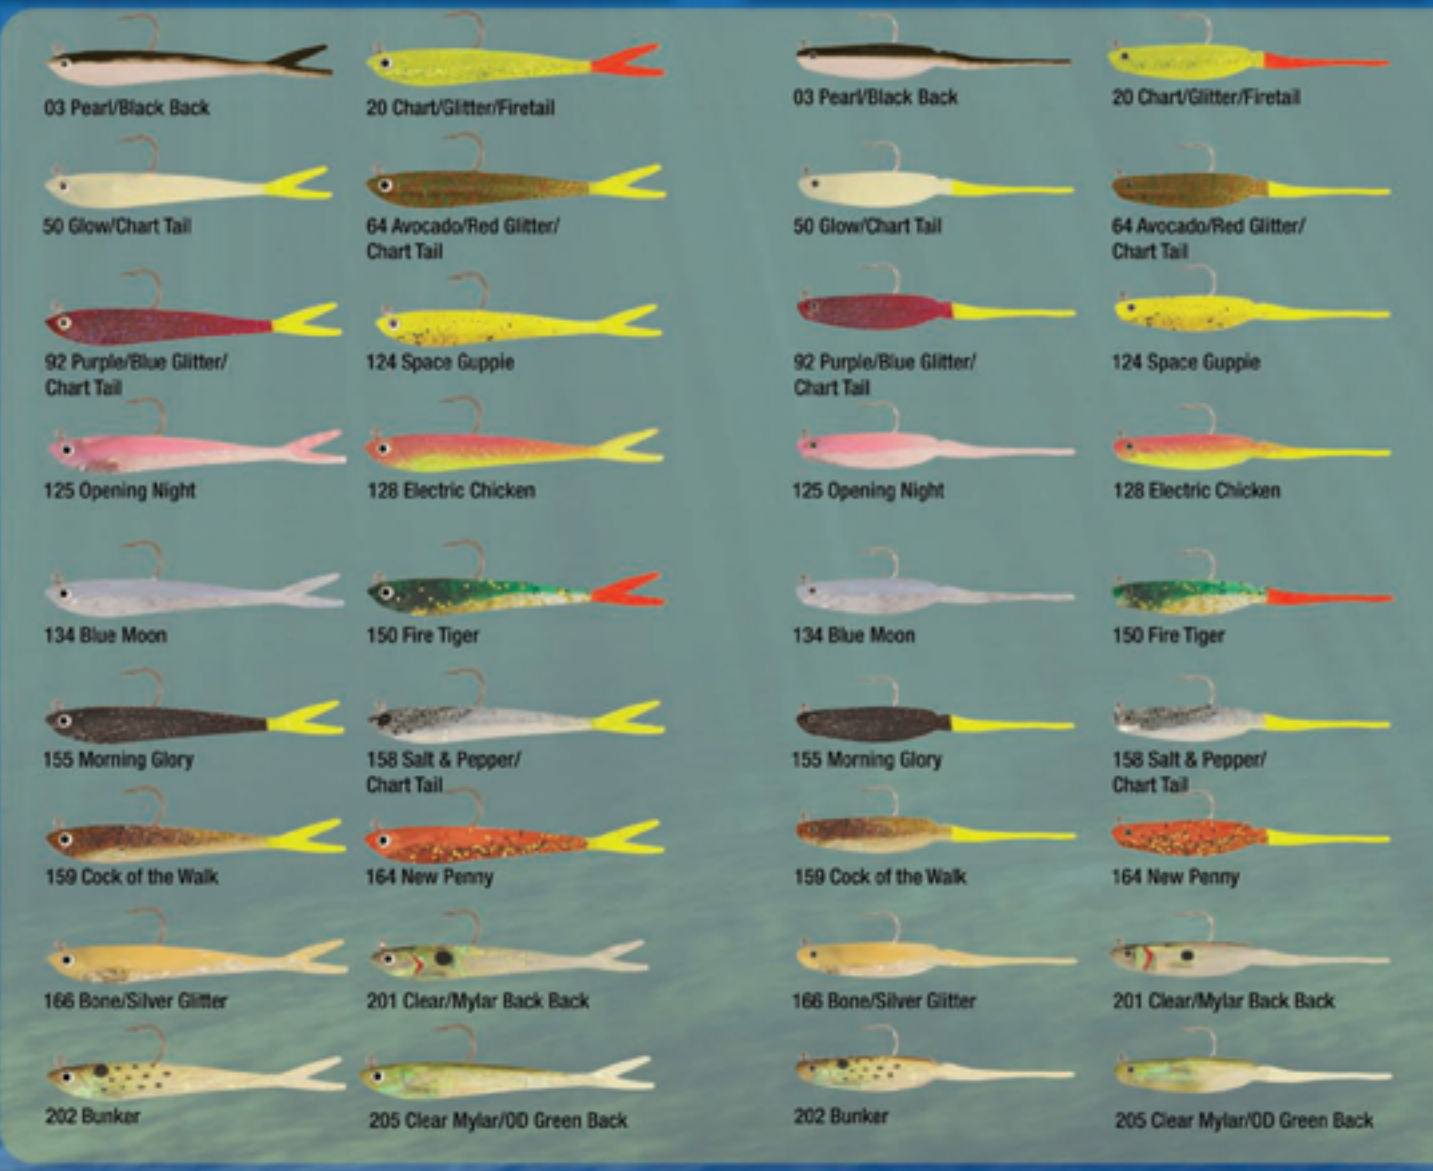 03 Pearl/Black Back
20 Chart/Glitter/Firetail
03 Pearl/Black Back
20 Chart/Glitter/Firetail
50 Glow/Chart Tail
64 Avocado/Red Glitter/
Chart Tail
50 Glow/Chart Tail
64 Avocado/Red Glitter/
Chart Tail
92 Purple/Blue Glitter/
Chart Tail
124 Space Guppie
92 Purple/Blue Glitter/
Chart Tail
124 Space Guppie
125 Opening Night
128 Electric Chicken
125 Opening Night
128 Electric Chicken
134 Blue Moon
150 Fire Tiger
134 Blue Moon
150 Fire Tiger
155 Morning Glory
158 Salt & Pepper/
Chart Tail
155 Morning Glory
158 Salt & Pepper/
Chart Tail
159 Cock of the Walk
164 New Penny
159 Cock of the Walk
164 New Penny
166 Bone/Silver Glitter
201 Clear/Mylar Back Back
166 Bone/Silver Glitter
201 Clear/Mylar Back Back
202 Bunker
205 Clear Mylar/OD Green Back
202 Bunker
205 Clear Mylar/OD Green Back